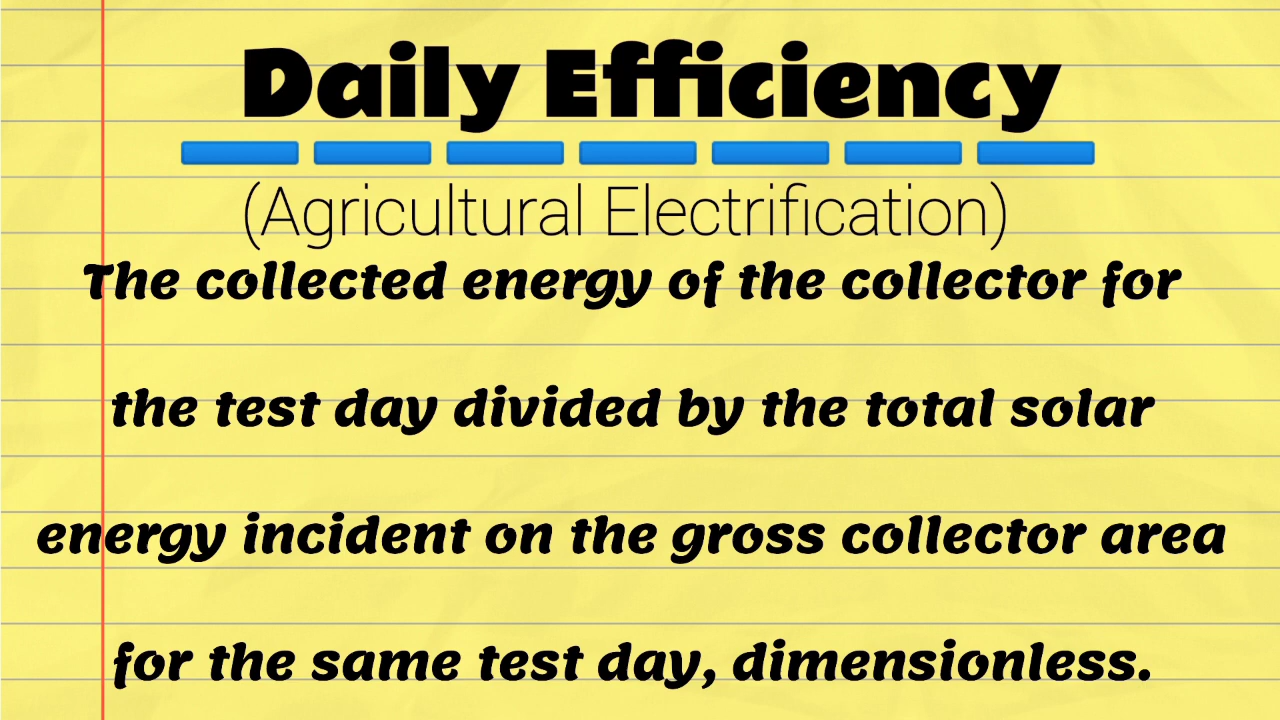 Daily Efficiency
(Agricultural Electrification)
The collected energy of the collector for
the test day divided by the total solar
energy incident on the gross collector area
for the same test day, dimensionless.